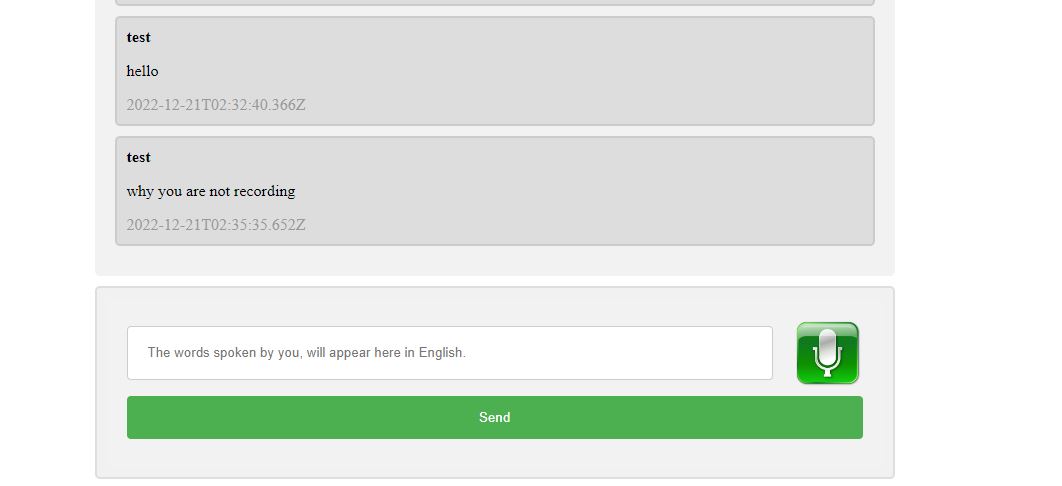 test
hello
2022-12-21T02:32:40.366Z
test
why you are not recording
2022-12-21T02:35:35.652Z
The words spoken by you, will appear here in English.
Send